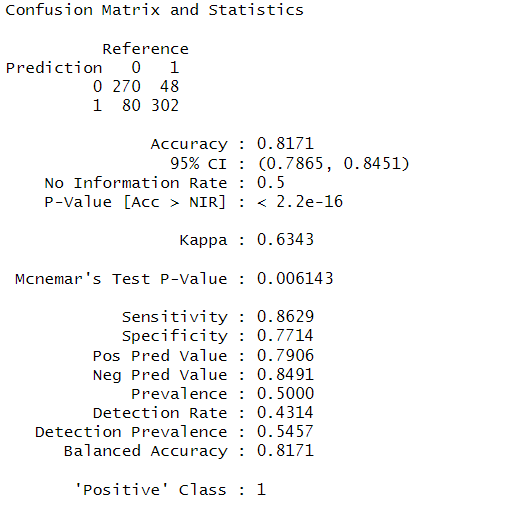 Confusion Matrix and Statistics
Reference
Prediction 0 1
0 270 48
1 80 302
Accuracy : 0.8171
95% CI : (0.7865, 0.8451)
No Information Rate : 0.5
P-Value [Acc > NIR] : < 2.2e-16
Kappa : 0.6343
Mcnemar's Test P-Value : 0.006143
Sensitivity : 0.8629
Specificity : 0.7714
Pos Pred Value : 0.7906
Neg Pred Value : 0.8491
Prevalence : 0.5000
Detection Rate : 0.4314
Detection Prevalence : 0.5457
Balanced Accuracy : 0.8171
'Positive' Class : 1